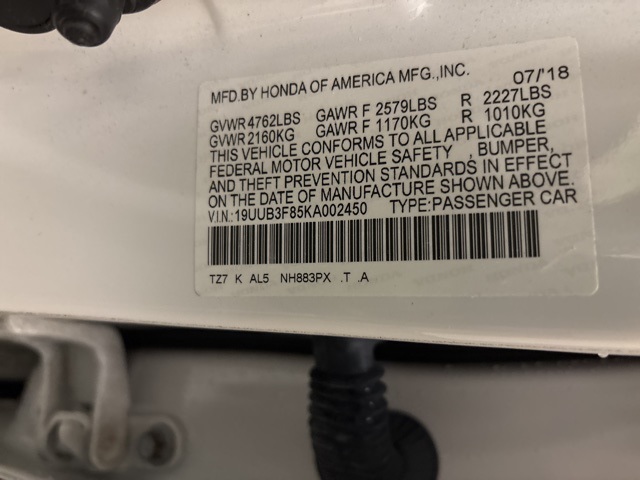 MFD.BY HONDA OF AMERICA MFG.,INC. 07/'18
GVWR 4762LBS GAWR F 2579LBS R 2227LBS
GVWR 2160KG GAWR F 1170KG R 1010KG
THIS VEHICLE CONFORMS TO ALL APPLICABLE
FEDERAL MOTOR VEHICLE SAFETY , BUMPER,
AND THEFT PREVENTION STANDARDS IN EFFECT
ON THE DATE OF MANUFACTURE SHOWN ABOVE.
V.I.N.:19UUB3F85KA002450 TYPE:PASSENGER CAR
TZ7 K AL5 NH883PX .T .A